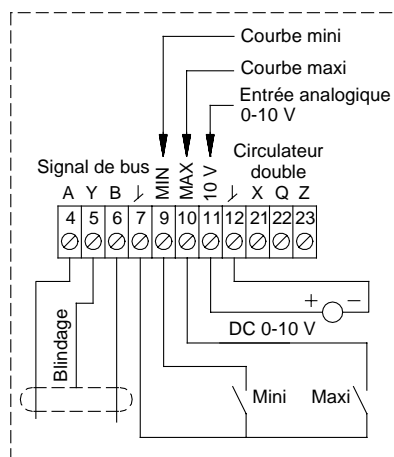 Courbe mini
Courbe maxi
Entrée analogique
0-10 V
Signal de bus
Circulateur
double
A Y B MIN MAX 10 V X Q Z
4 5 6 7 9 10 11 12 21 22 23
+ −
DC 0-10 V
Blindage
Mini
Maxi